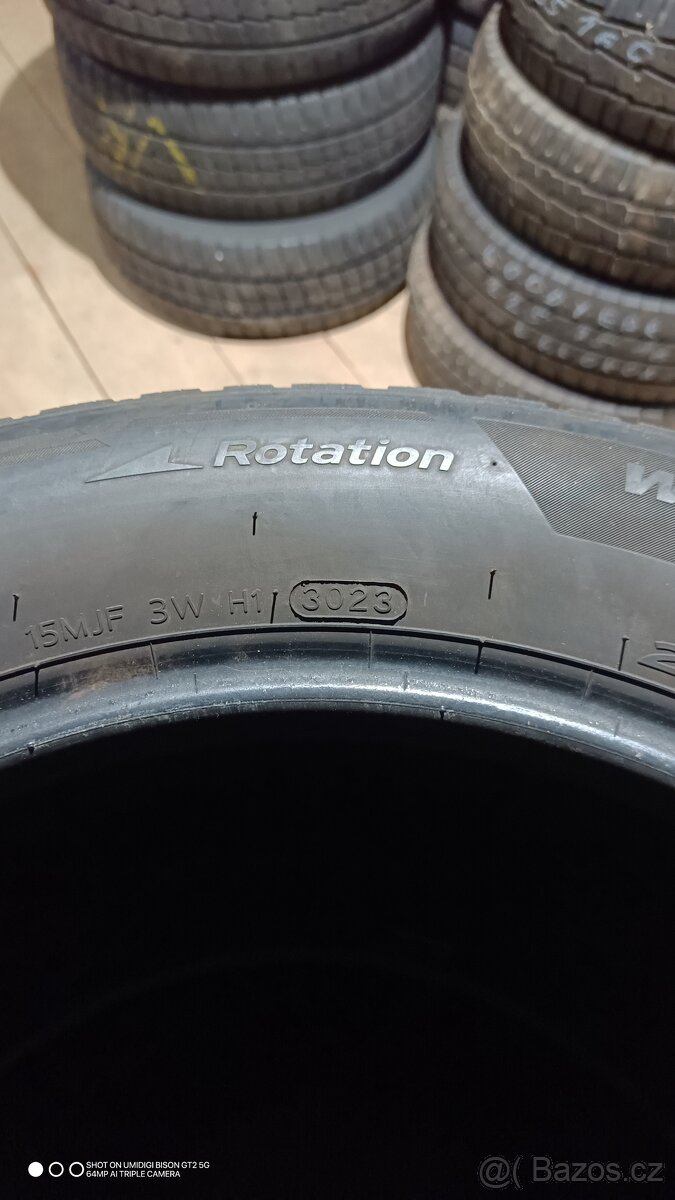 Rotation
15MJF 3W H1 3023
SHOT ON UMIDIGI BISON GT2 5G
64MP AI TRIPLE CAMERA
@ Bazos.cz